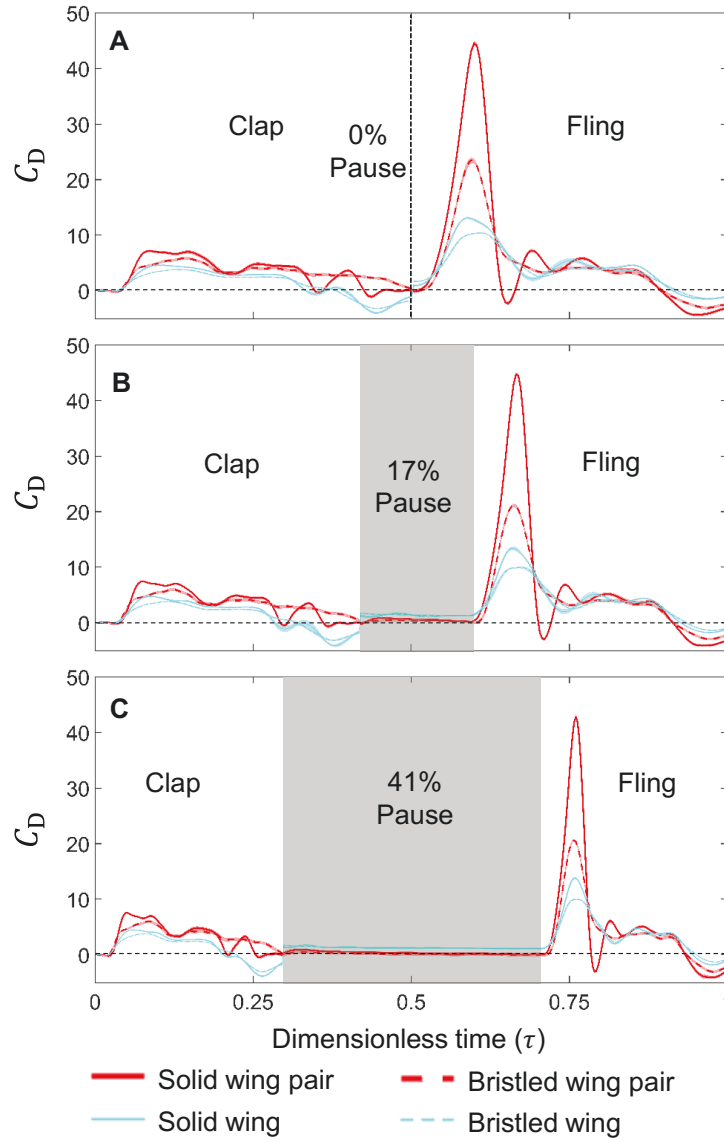 50
A
40
C_D
30
Clap
0%
Pause
Fling
20
10
0
50
B
40
C_D
30
Clap
17%
Pause
Fling
20
10
0
50
C
40
Clap
41%
Pause
Fling
C_D
30
20
10
0
0 0.25 0.5 0.75 1
Dimensionless time (τ)
Solid wing pair Bristled wing pair
Solid wing Bristled wing